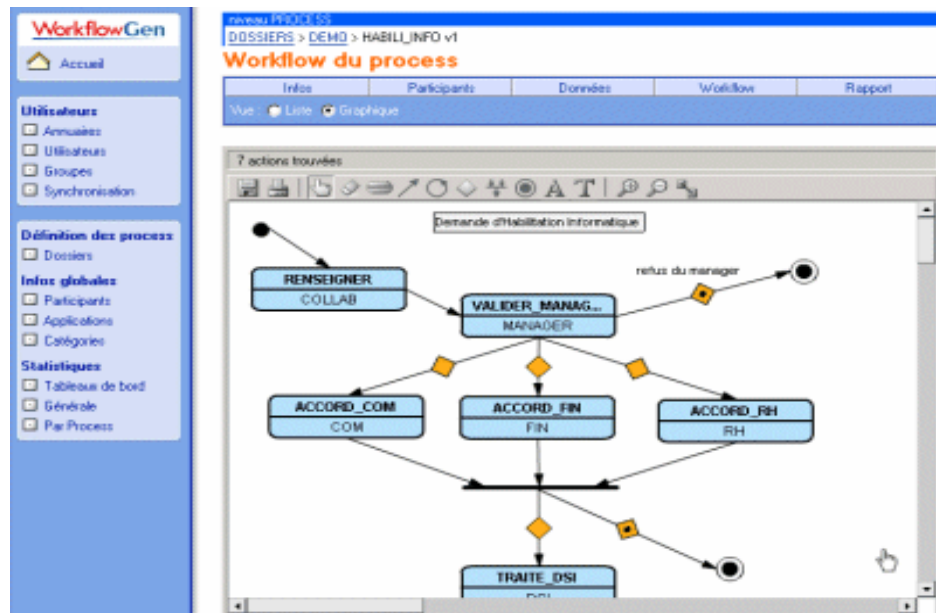 WorkflowGen
Accueil
Utilisateurs
Annuaires
Utilisateurs
Groupes
Synchronisation
Définition des process
Dossiers
Infos globales
Participants
Applications
Catégories
Statistiques
Tableaux de bord
Générale
Par Process
niveau PROCESS
DOSSIERS > DEMO > HABILI_INFO v1
Workflow du process
Infos Participants Données Workflow Rapport
Vue : Liste Graphique
7 actions trouvées
Demande d'Habilitation Informatique
refus du manager
RENSEIGNER
COLLAB
VALIDER_MANAG...
MANAGER
ACCORD_COM
COM
ACCORD_FIN
FIN
ACCORD_RH
RH
TRAITE_DSI
DSI